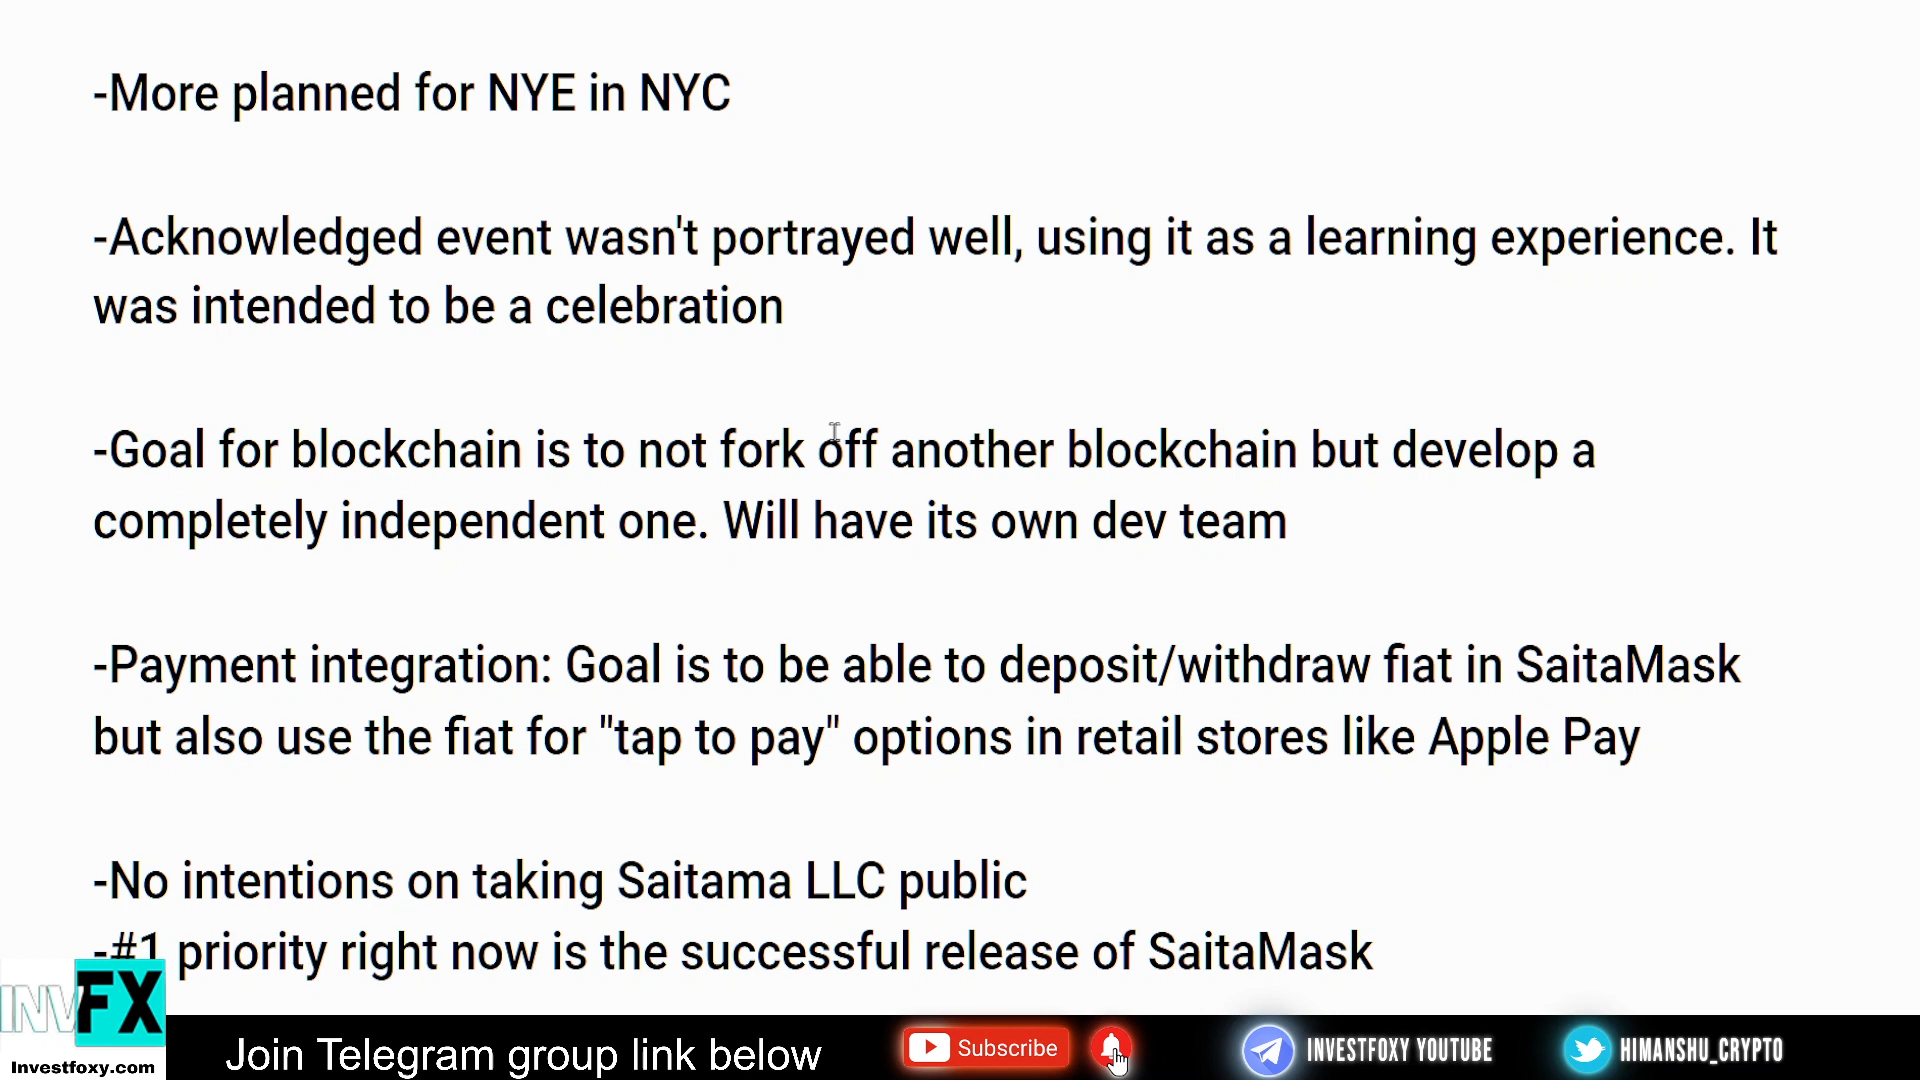 -More planned for NYE in NYC
-Acknowledged event wasn't portrayed well, using it as a learning experience. It
was intended to be a celebration
-Goal for blockchain is to not fork off another blockchain but develop a
completely independent one. Will have its own dev team
-Payment integration: Goal is to be able to deposit/withdraw fiat in SaitaMask
but also use the fiat for "tap to pay" options in retail stores like Apple Pay
-No intentions on taking Saitama LLC public
-#1 priority right now is the successful release of SaitaMask
INVFX
Investfoxy.com
Join Telegram group link below
Subscribe
INVESTFOXY YOUTUBE
HIMANSHU_CRYPTO